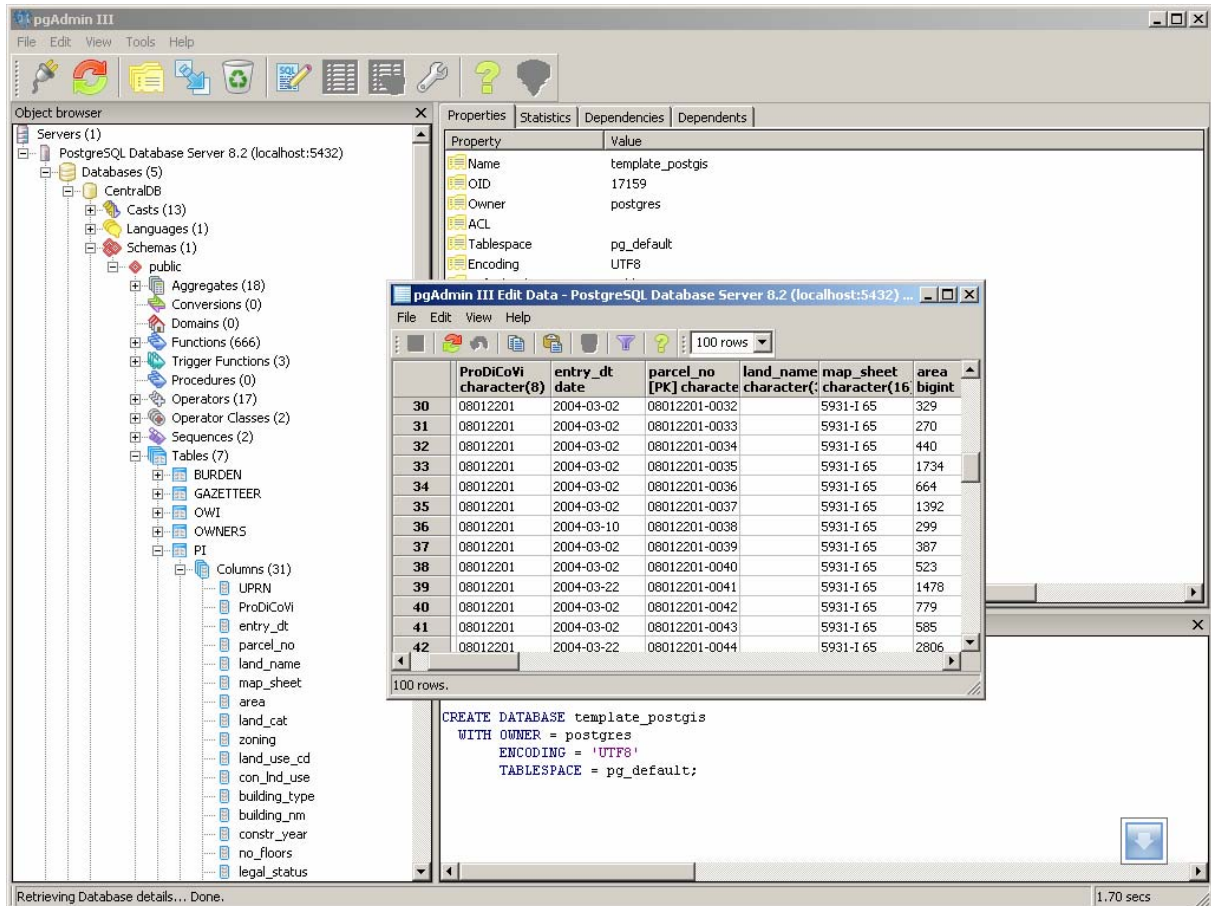 pgAdmin III
File Edit View Tools Help
Object browser
Servers (1)
PostgreSQL Database Server 8.2 (localhost:5432)
Databases (5)
CentralDB
Casts (13)
Languages (1)
Schemas (1)
public
Aggregates (18)
Conversions (0)
Domains (0)
Functions (666)
Trigger Functions (3)
Procedures (0)
Operators (17)
Operator Classes (2)
Sequences (2)
Tables (7)
BURDEN
GAZETTEER
OWI
OWNERS
PI
Columns (31)
UPRN
ProDiCoVi
entry_dt
parcel_no
land_name
map_sheet
area
land_cat
zoning
land_use_cd
con_lnd_use
building_type
building_nm
constr_year
no_floors
legal_status
Properties Statistics Dependencies Dependents
Property Value
Name template_postgis
OID 17159
Owner postgres
ACL
Tablespace pg_default
Encoding UTF8
pgAdmin III Edit Data - PostgreSQL Database Server 8.2 (localhost:5432) ...
File Edit View Help
100 rows
ProDiCoVi entry_dt parcel_no land_name map_sheet area
character(8) date [PK] characte character(: character(16) bigint
30 08012201 2004-03-02 08012201-0032 5931-I 65 329
31 08012201 2004-03-02 08012201-0033 5931-I 65 270
32 08012201 2004-03-02 08012201-0034 5931-I 65 440
33 08012201 2004-03-02 08012201-0035 5931-I 65 1734
34 08012201 2004-03-02 08012201-0036 5931-I 65 664
35 08012201 2004-03-02 08012201-0037 5931-I 65 1392
36 08012201 2004-03-10 08012201-0038 5931-I 65 299
37 08012201 2004-03-02 08012201-0039 5931-I 65 387
38 08012201 2004-03-02 08012201-0040 5931-I 65 523
39 08012201 2004-03-22 08012201-0041 5931-I 65 1478
40 08012201 2004-03-02 08012201-0042 5931-I 65 779
41 08012201 2004-03-02 08012201-0043 5931-I 65 585
42 08012201 2004-03-22 08012201-0044 5931-I 65 2806
100 rows.
CREATE DATABASE template_postgis
WITH OWNER = postgres
ENCODING = 'UTF8'
TABLESPACE = pg_default;
Retrieving Database details... Done.
1.70 secs